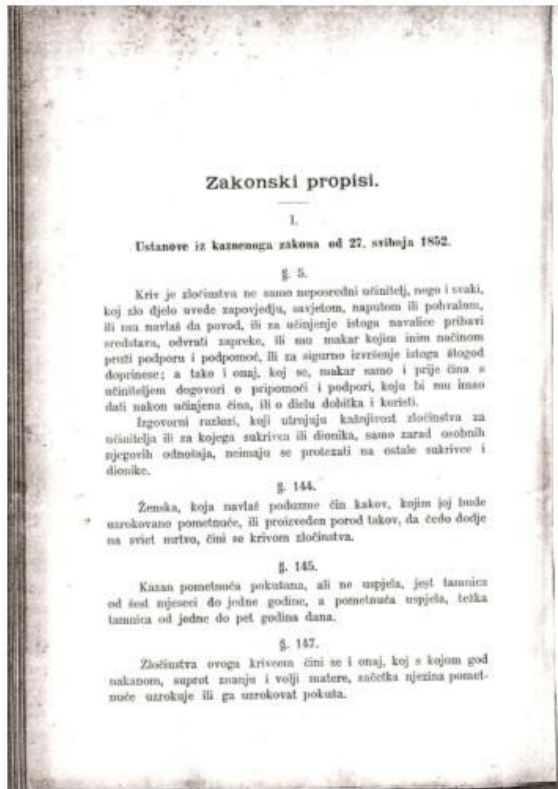 Zakonski propisi.
I.
Ustanove iz kaznenoga zakona od 27. svibnja 1852.
§. 5.
Kriv je zločinstva ne samo neposredni učinitelj, nego i svaki,
koj zlo djelo uvede zapovjedju, savjetom, naputom ili pohvalom,
ili mu navlaš da povod, ili za učinjenje istoga navalice pribavi
sredstva, odvrati zapreke, ili mu makar kojim inim načinom
pruži podporu i podpomoć, ili za sigurno izvršenje istoga štogod
doprinese; a tako i onaj, koj se, makar samo i prije čina s
učiniteljem dogovori o pripomoći i podpori, koju bi mu imao
dati nakon učinjena čina, ili o dielu dobitka i koristi.
Izgovorni razlozi, koji utrnjuju kažnjivost zločinstva za
učinitelja ili za kojega sukrivca ili dionika, samo zarad osobnih
njegovih odnošaja, neimaju se protezati na ostale sukrivce i
dionike.
§. 144.
Ženska, koja navlaš poduzme čin kakov, kojim joj bude
uzrokovano pometnuće, ili proizveden porod takov, da čedo dodje
na sviet mrtvo, čini se krivom zločinstva.
§. 145.
Kazan pometnuća pokušana, ali ne uspjela, jest tamnica
od šest mjeseci do jedne godine, a pometnuća uspjela, težka
tamnica od jedne do pet godina dana.
§. 147.
Zločinstva ovoga krivcem čini se i onaj, koj s kojom god
nakanom, suprot znanju i volji matere, začetka njezina pomet-
nuće uzrokuje ili ga uzrokovat pokuša.